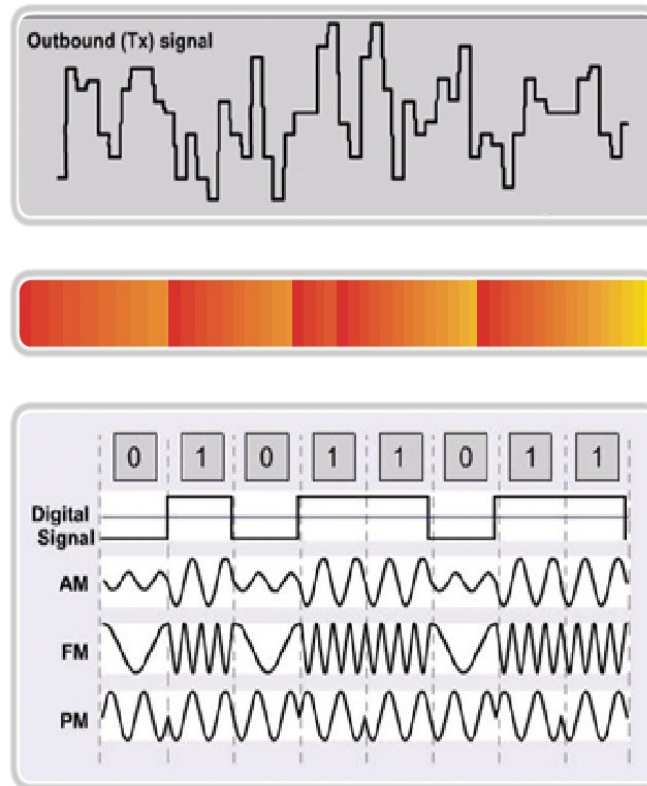 Outbound (Tx) signal
0 1 0 1 1 0 1 1
Digital
Signal
AM
FM
PM